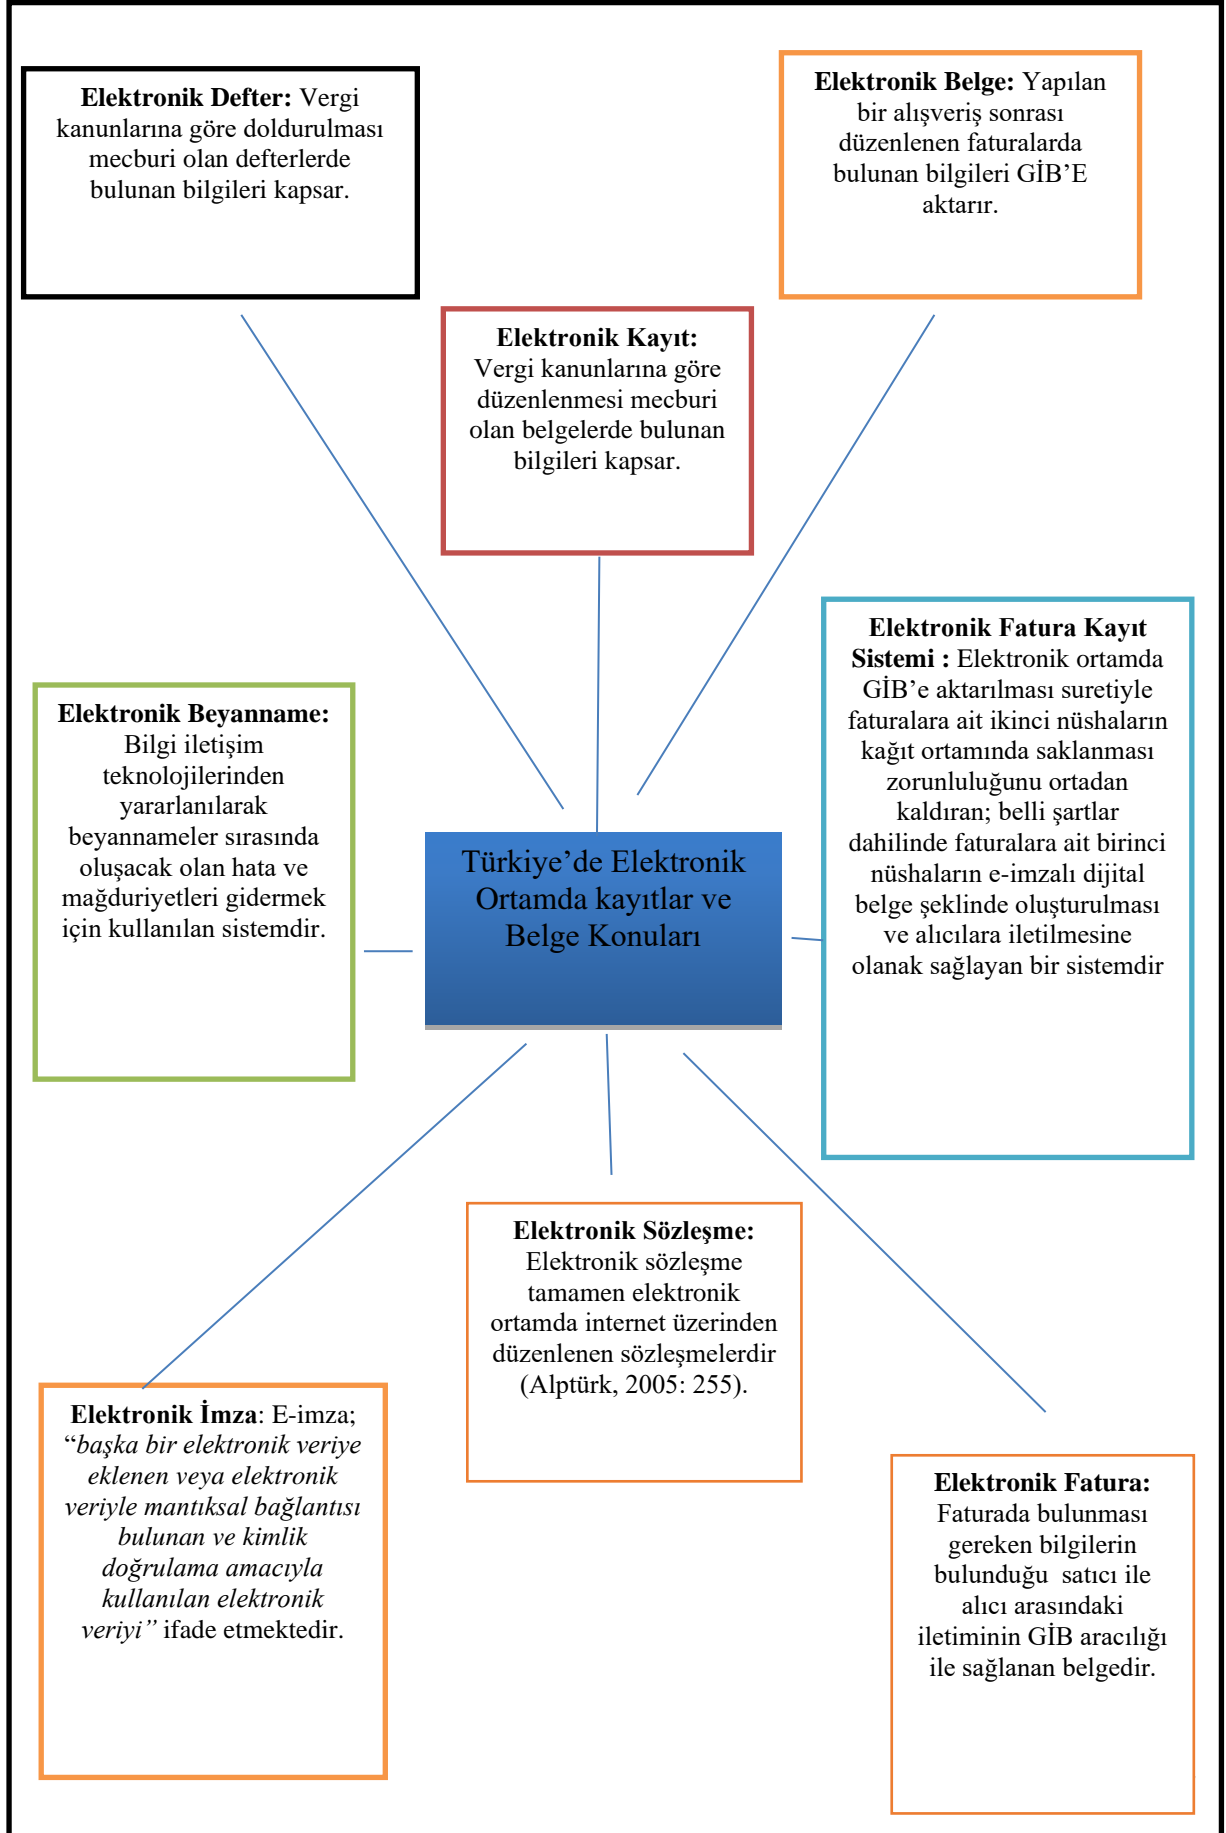 Elektronik Defter: Vergi
kanunlarına göre doldurulması
mecburi olan defterlerde
bulunan bilgileri kapsar.
Elektronik Belge: Yapılan
bir alışveriş sonrası
düzenlenen faturalarda
bulunan bilgileri GİB’E
aktarır.
Elektronik Kayıt:
Vergi kanunlarına göre
düzenlenmesi mecburi
olan belgelerde bulunan
bilgileri kapsar.
Elektronik Fatura Kayıt
Sistemi : Elektronik ortamda
GİB’e aktarılması suretiyle
faturalara ait ikinci nüshaların
kağıt ortamında saklanması
zorunluluğunu ortadan
kaldıran; belli şartlar
dahilinde faturalara ait birinci
nüshaların e-imzalı dijital
belge şeklinde oluşturulması
ve alıcılara iletilmesine
olanak sağlayan bir sistemdir
Elektronik Beyanname:
Bilgi iletişim
teknolojilerinden
yararlanılarak
beyannameler sırasında
oluşacak olan hata ve
mağduriyetleri gidermek
için kullanılan sistemdir.
Türkiye’de Elektronik
Ortamda kayıtlar ve
Belge Konuları
Elektronik Sözleşme:
Elektronik sözleşme
tamamen elektronik
ortamda internet üzerinden
düzenlenen sözleşmelerdir
(Alptürk, 2005: 255).
Elektronik İmza: E-imza;
“başka bir elektronik veriye
eklenen veya elektronik
veriyle mantıksal bağlantısı
bulunan ve kimlik
doğrulama amacıyla
kullanılan elektronik
veriyi” ifade etmektedir.
Elektronik Fatura:
Faturada bulunması
gereken bilgilerin
bulunduğu  satıcı ile
alıcı arasındaki
iletiminin GİB aracılığı
ile sağlanan belgedir.